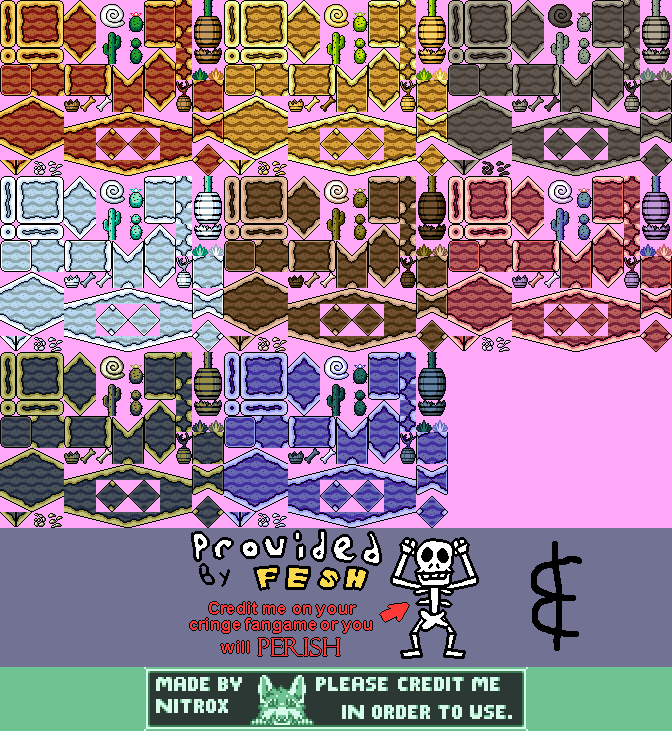 Provided
By FESH
Credit me on your
cringe fangame or you
will PERISH
&
MADE BY
NITROX
PLEASE CREDIT ME
IN ORDER TO USE.